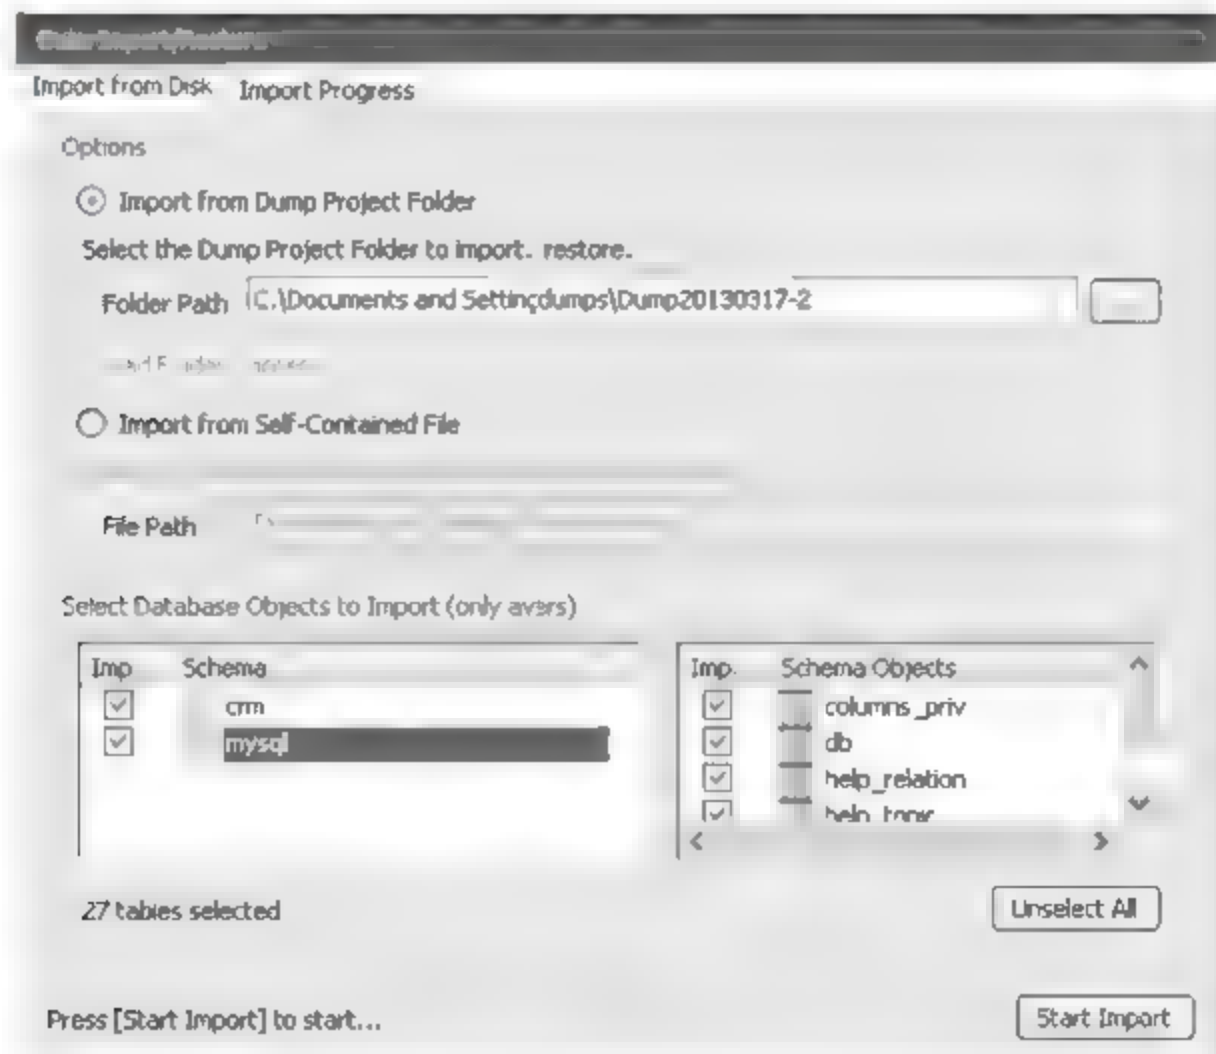 Import from Disk Import Progress
Options
Import from Dump Project Folder
Select the Dump Project Folder to import. restore.
Folder Path C.\Documents and Settingdumps\Dump20130317-2
Import from Self-Contained File
File Path
Select Database Objects to Import (only avers)
Imp Schema
crm
mysql
Imp. Schema Objects
columns_priv
db
help_relation
help_topic
27 tables selected
Unselect All
Press [Start Import] to start...
Start Import